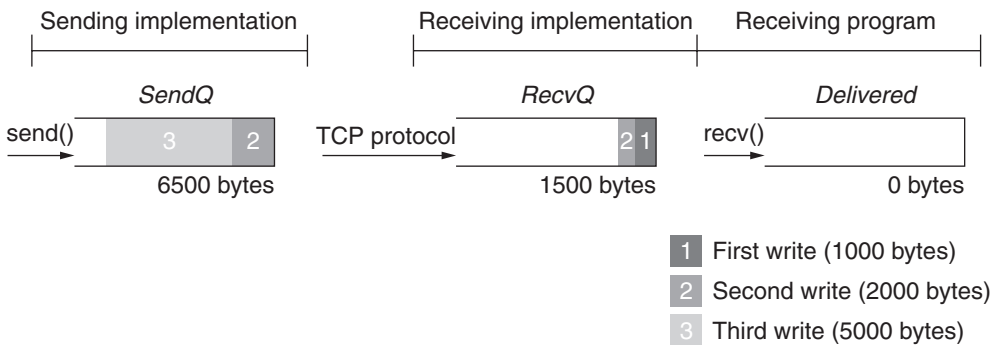 Sending implementation
Receiving implementation
Receiving program
SendQ
RecvQ
Delivered
send()
3
2
TCP protocol
2
1
recv()
6500 bytes
1500 bytes
0 bytes
1 First write (1000 bytes)
2 Second write (2000 bytes)
3 Third write (5000 bytes)